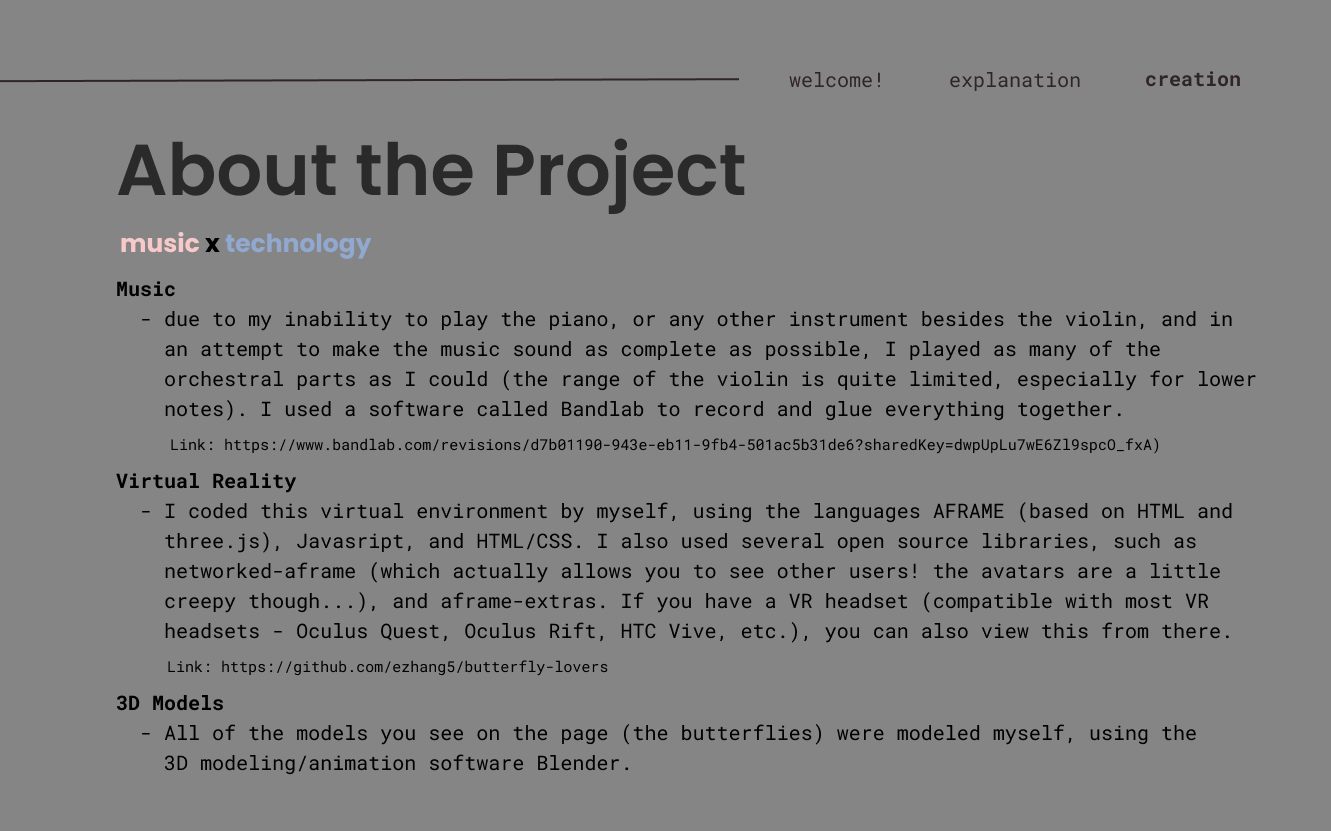 welcome! explanation creation
About the Project
music x technology
Music
- due to my inability to play the piano, or any other instrument besides the violin, and in
an attempt to make the music sound as complete as possible, I played as many of the
orchestral parts as I could (the range of the violin is quite limited, especially for lower
notes). I used a software called Bandlab to record and glue everything together.
Link: https://www.bandlab.com/revisions/d7b01190-943e-eb11-9fb4-501ac5b31de6?sharedKey=dwpUpLu7wE6Zl9spcO_fxA)
Virtual Reality
- I coded this virtual environment by myself, using the languages AFRAME (based on HTML and
three.js), Javasript, and HTML/CSS. I also used several open source libraries, such as
networked-aframe (which actually allows you to see other users! the avatars are a little
creepy though...), and aframe-extras. If you have a VR headset (compatible with most VR
headsets - Oculus Quest, Oculus Rift, HTC Vive, etc.), you can also view this from there.
Link: https://github.com/ezhang5/butterfly-lovers
3D Models
- All of the models you see on the page (the butterflies) were modeled myself, using the
3D modeling/animation software Blender.